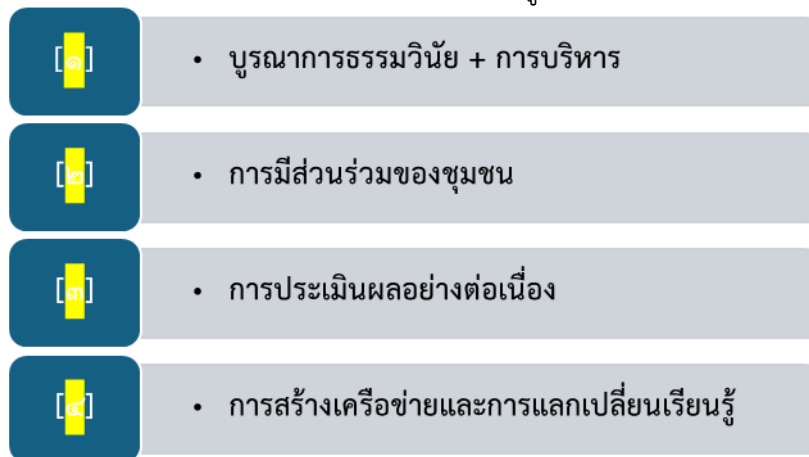 [๑]
• บูรณาการธรรมวินัย + การบริหาร
[๒]
• การมีส่วนร่วมของชุมชน
[๓]
• การประเมินผลอย่างต่อเนื่อง
[๔]
• การสร้างเครือข่ายและการแลกเปลี่ยนเรียนรู้